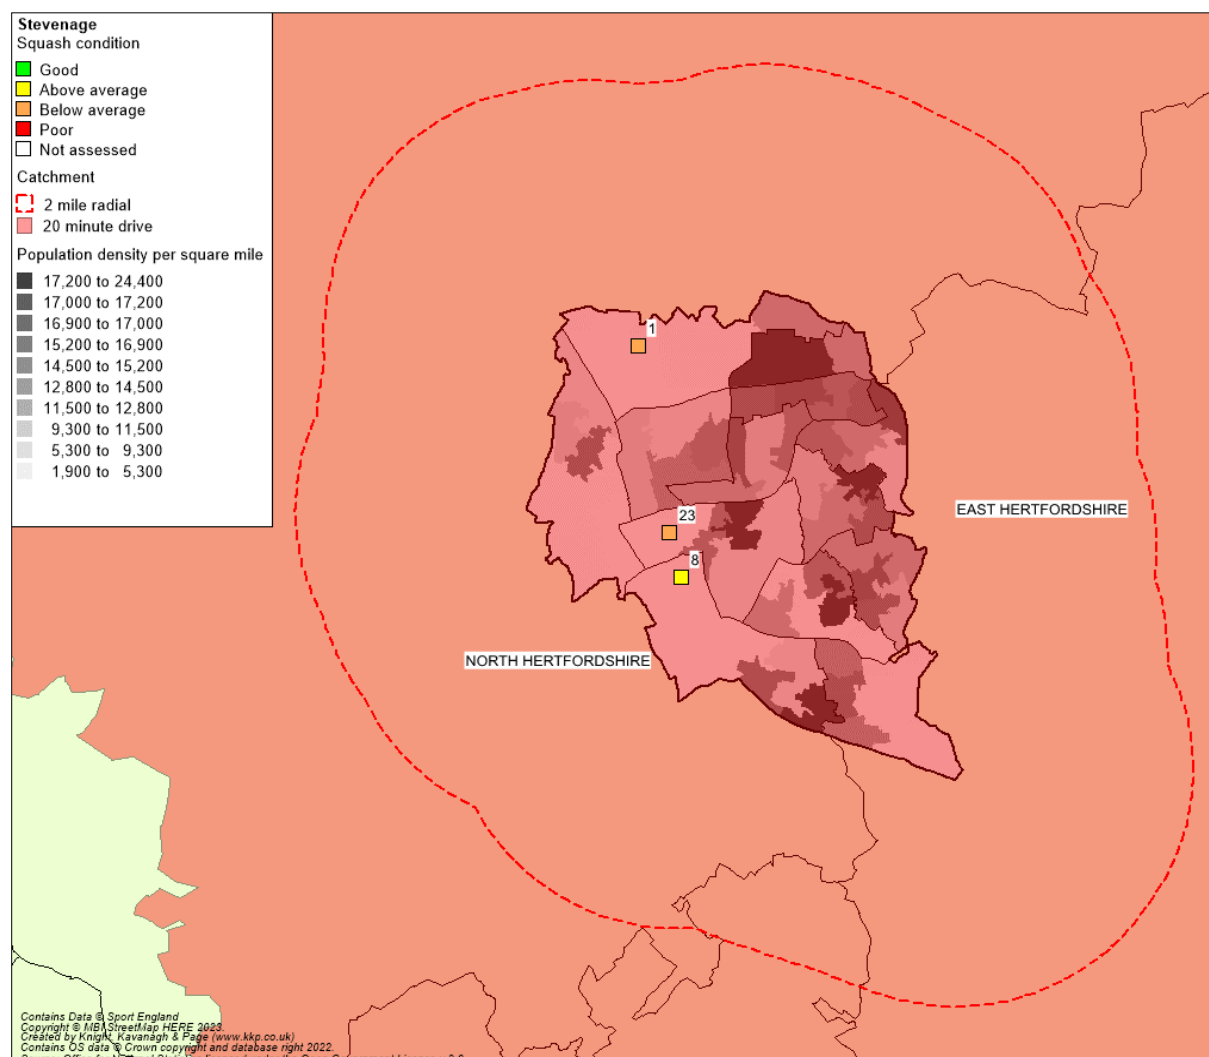 Stevenage
Squash condition
Good
Above average
Below average
Poor
Not assessed
Catchment
2 mile radial
20 minute drive
Population density per square mile
17,200 to 24,400
17,000 to 17,200
16,900 to 17,000
15,200 to 16,900
14,500 to 15,200
12,800 to 14,500
11,500 to 12,800
9,300 to 11,500
5,300 to 9,300
1,900 to 5,300
1
23
EAST HERTFORDSHIRE
8
NORTH HERTFORDSHIRE
Contains Data © Sport England
Copyright © MBI StreetMap HERE 2023.
Created by Knight, Kavanagh & Page (www.kkp.co.uk)
Contains OS data © Crown copyright and database right 2022.